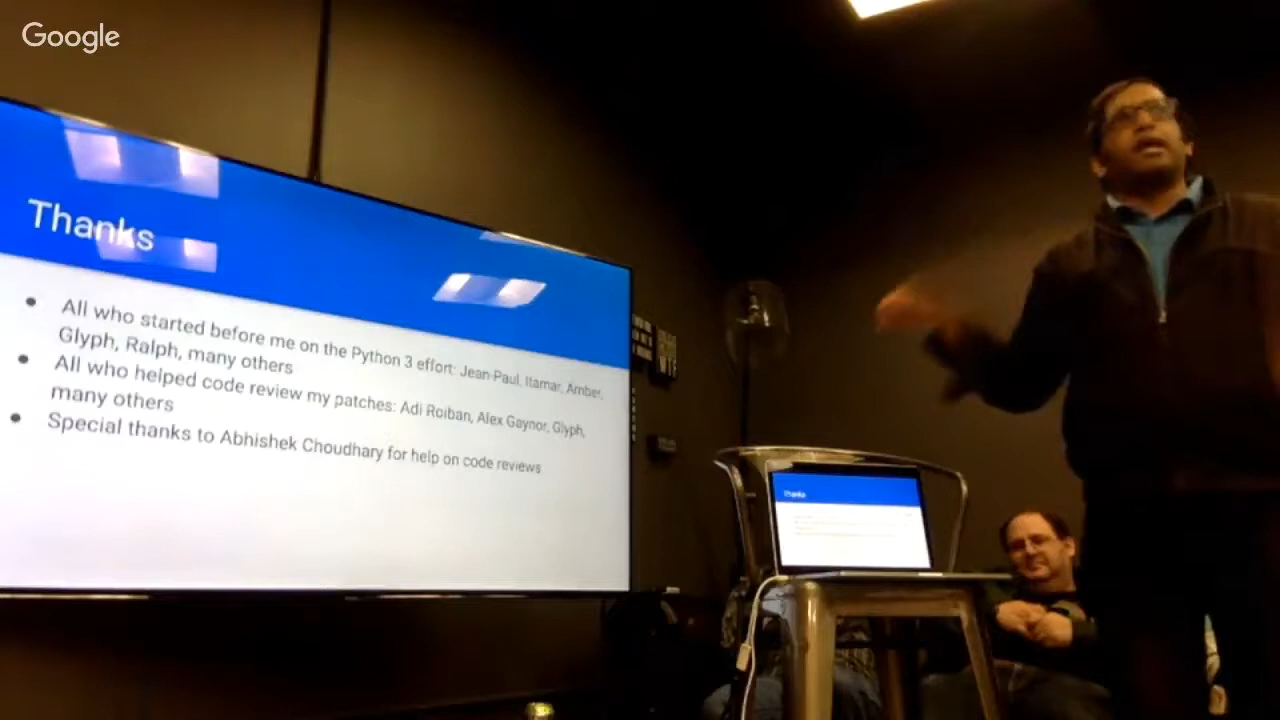 Google
Thanks
All who started before me on the Python 3 effort: Jean-Paul, Itamar, Amber,
Glyph, Ralph, many others
All who helped code review my patches: Adi Roiban, Alex Gaynor, Glyph,
many others
Special thanks to Abhishek Choudhary for help on code reviews
Thanks